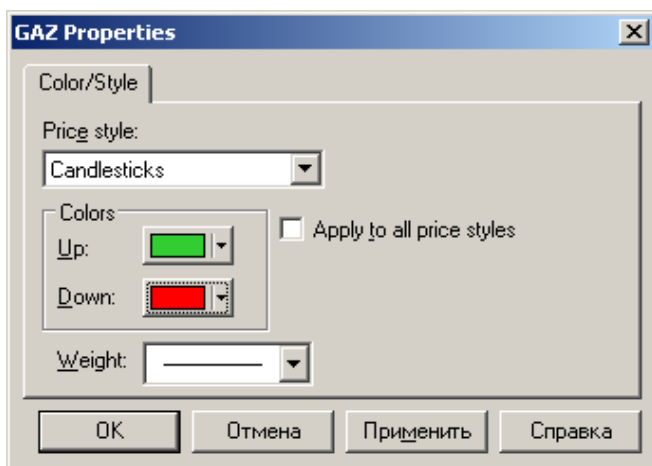 GAZ Properties
Color/Style
Price style:
Candlesticks
Colors
Up:
Apply to all price styles
Down:
Weight:
OK Отмена Применить Справка